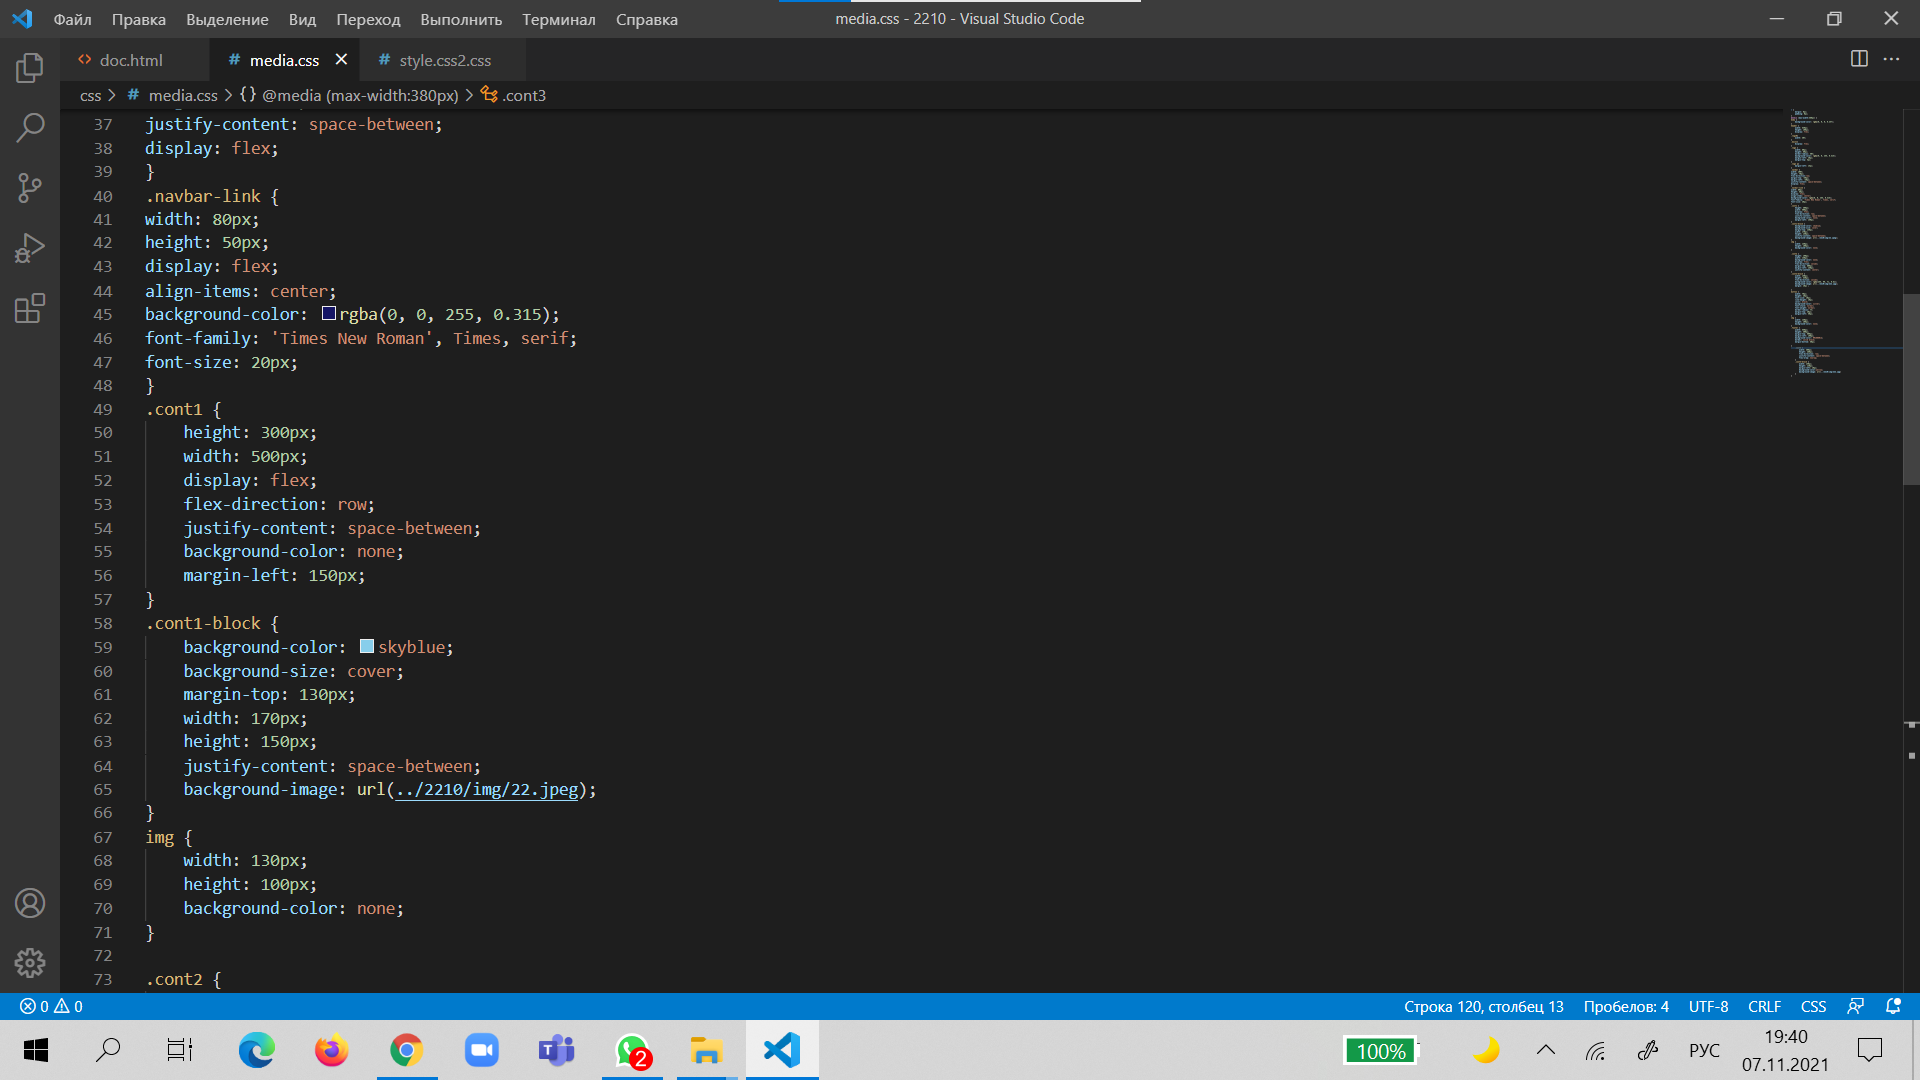 Файл Правка Выделение Вид Переход Выполнить Терминал Справка media.css - 2210 - Visual Studio Code
<> doc.html # media.css # style.css2.css
css > # media.css > {} @media (max-width:380px) > .cont3
37 justify-content: space-between;
38 display: flex;
39 }
40 .navbar-link {
41 width: 80px;
42 height: 50px;
43 display: flex;
44 align-items: center;
45 background-color: rgba(0, 0, 255, 0.315);
46 font-family: 'Times New Roman', Times, serif;
47 font-size: 20px;
48 }
49 .cont1 {
50 height: 300px;
51 width: 500px;
52 display: flex;
53 flex-direction: row;
54 justify-content: space-between;
55 background-color: none;
56 margin-left: 150px;
57 }
58 .cont1-block {
59 background-color: skyblue;
60 background-size: cover;
61 margin-top: 130px;
62 width: 170px;
63 height: 150px;
64 justify-content: space-between;
65 background-image: url(../2210/img/22.jpeg);
66 }
67 img {
68 width: 130px;
69 height: 100px;
70 background-color: none;
71 }
72
73 .cont2 {
0 0 Строка 120, столбец 13 Пробелов: 4 UTF-8 CRLF CSS
2 100% РУС 19:40
07.11.2021